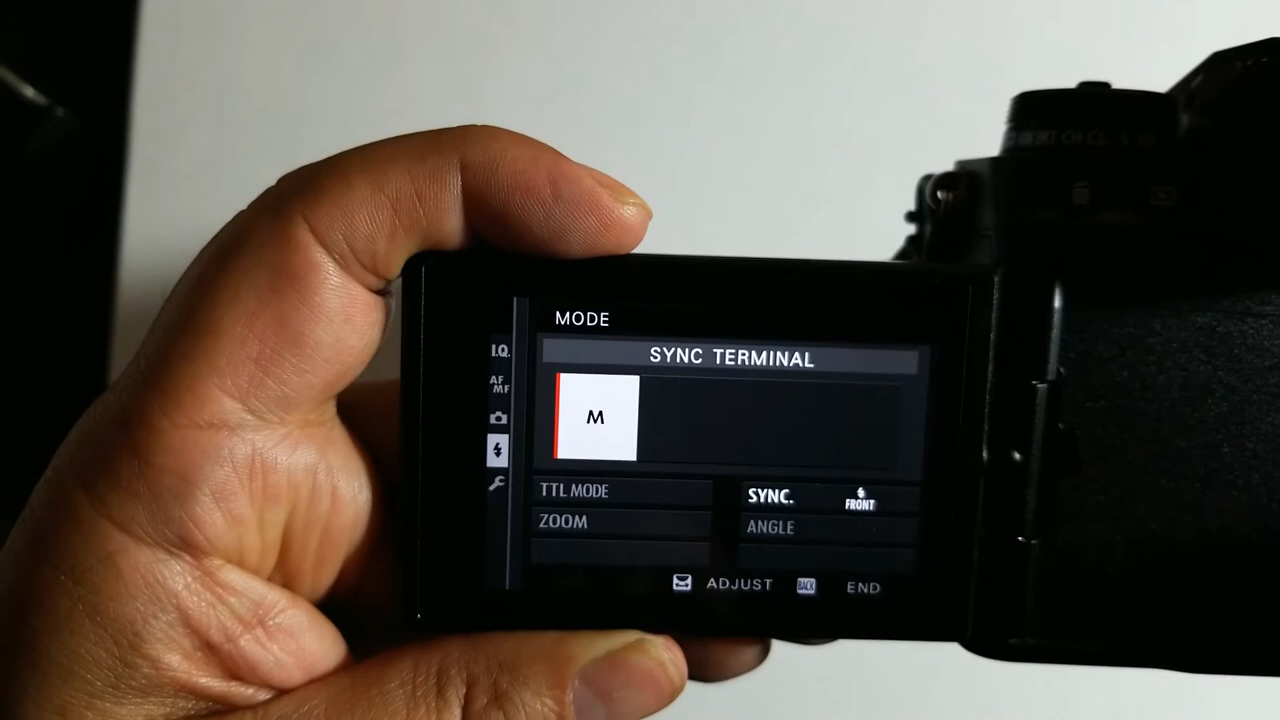 MODE
SYNC TERMINAL
I.Q.
AF
MF
M
TTL MODE
SYNC.
FRONT
ZOOM
ANGLE
ADJUST
BACK
END